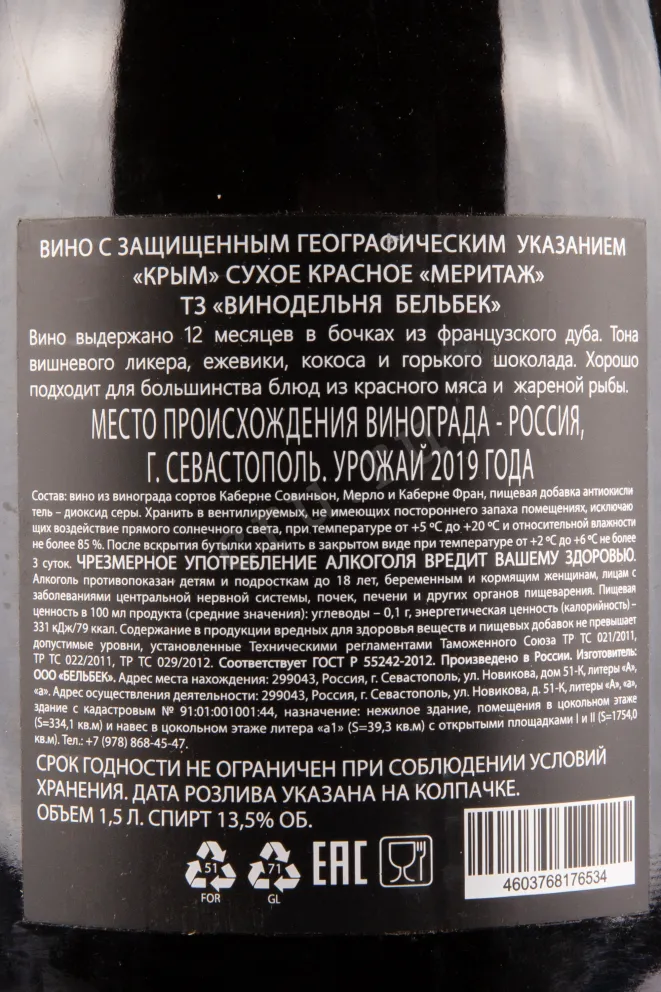 ВИНО С ЗАЩИЩЕННЫМ ГЕОГРАФИЧЕСКИМ УКАЗАНИЕМ
«КРЫМ» СУХОЕ КРАСНОЕ «МЕРИТАЖ»
ТЗ «ВИНОДЕЛЬНЯ БЕЛЬБЕК»
Вино выдержано 12 месяцев в бочках из французского дуба. Тона
вишневого ликера, ежевики, кокоса и горького шоколада. Хорошо
подходит для большинства блюд из красного мяса и жареной рыбы.
МЕСТО ПРОИСХОЖДЕНИЯ ВИНОГРАДА - РОССИЯ,
Г. СЕВАСТОПОЛЬ. УРОЖАЙ 2019 ГОДА
Состав: вино из винограда сортов Каберне Совиньон, Мерло и Каберне Фран, пищевая добавка антиокисли
тель – диоксид серы. Хранить в вентилируемых, не имеющих постороннего запаха помещениях, исключаю
щих воздействие прямого солнечного света, при температуре от +5 °С до +20 °С и относительной влажности
не более 85 %. После вскрытия бутылки хранить в закрытом виде при температуре от +2 °С до +6 °С не более
3 суток. ЧРЕЗМЕРНОЕ УПОТРЕБЛЕНИЕ АЛКОГОЛЯ ВРЕДИТ ВАШЕМУ ЗДОРОВЬЮ.
Алкоголь противопоказан детям и подросткам до 18 лет, беременным и кормящим женщинам, лицам с
заболеваниями центральной нервной системы, почек, печени и других органов пищеварения. Пищевая
ценность в 100 мл продукта (средние значения): углеводы – 0,1 г, энергетическая ценность (калорийность) –
331 кДж/79 ккал. Содержание в продукции вредных для здоровья веществ и пищевых добавок не превышает
допустимые уровни, установленные Техническими регламентами Таможенного Союза ТР ТС 021/2011,
ТР ТС 022/2011, ТР ТС 029/2012. Соответствует ГОСТ Р 55242-2012. Произведено в России. Изготовитель:
ООО «БЕЛЬБЕК». Адрес места нахождения: 299043, Россия, г. Севастополь, ул. Новикова, дом 51-К, литеры «А»,
«а». Адрес осуществления деятельности: 299043, Россия, г. Севастополь, ул. Новикова, д. 51-К, литеры «А», «а»,
здание с кадастровым № 91:01:001001:44, назначение: нежилое здание, помещения в цокольном этаже
(S=334,1 кв.м) и навес в цокольном этаже литера «а1» (S=39,3 кв.м) с открытыми площадками I и II (S=1754,0
кв.м). Тел.: +7 (978) 868-45-47.
СРОК ГОДНОСТИ НЕ ОГРАНИЧЕН ПРИ СОБЛЮДЕНИИ УСЛОВИЙ
ХРАНЕНИЯ. ДАТА РОЗЛИВА УКАЗАНА НА КОЛПАЧКЕ.
ОБЪЕМ 1,5 Л. СПИРТ 13,5% ОБ.
51 71 EAC
FOR GL
4603768176534